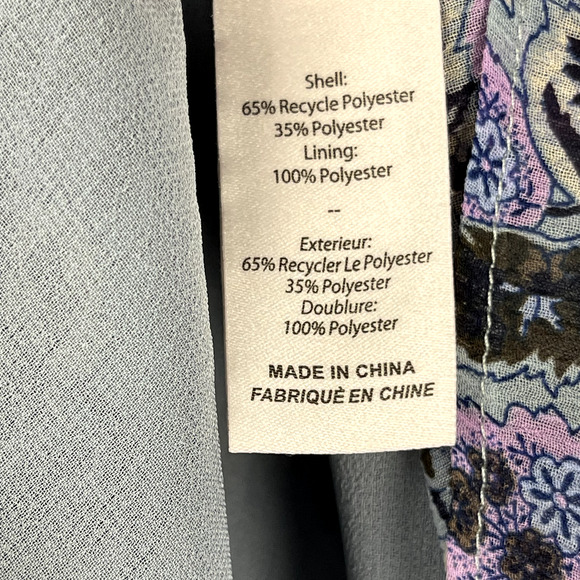 Shell:
65% Recycle Polyester
35% Polyester
Lining:
100% Polyester
--
Exterieur:
65% Recycler Le Polyester
35% Polyester
Doublure:
100% Polyester
MADE IN CHINA
FABRIQUÈ EN CHINE